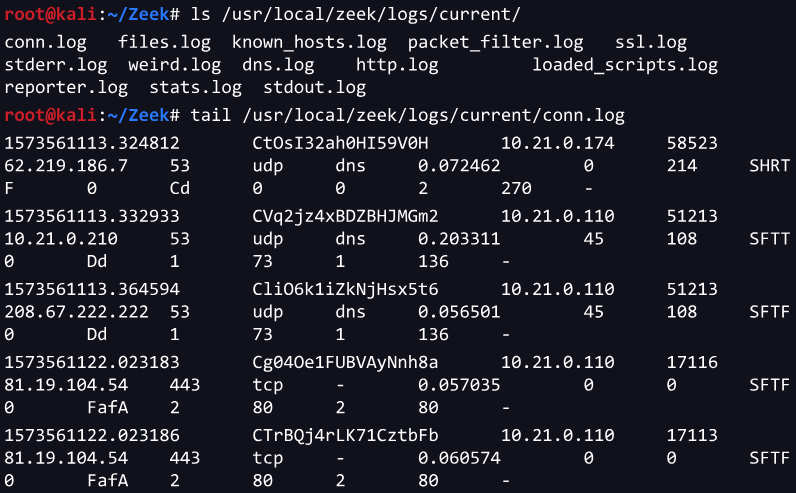 root@kali:~/Zeek# ls /usr/local/zeek/logs/current/
conn.log files.log known_hosts.log packet_filter.log ssl.log
stderr.log weird.log dns.log http.log loaded_scripts.log
reporter.log stats.log stdout.log
root@kali:~/Zeek# tail /usr/local/zeek/logs/current/conn.log
1573561113.324812 CtOsI32ah0HI59V0H 10.21.0.174 58523
62.219.186.7 53 udp dns 0.072462 0 214 SHRT
F 0 Cd 0 0 2 270 -
1573561113.332933 CVq2jz4xBDZBHJMGm2 10.21.0.110 51213
10.21.0.210 53 udp dns 0.203311 45 108 SFTT
0 Dd 1 73 1 136 -
1573561113.364594 CliO6k1iZkNjHsx5t6 10.21.0.110 51213
208.67.222.222 53 udp dns 0.056501 45 108 SFTF
0 Dd 1 73 1 136 -
1573561122.023183 Cg04Oe1FUBVAyNnh8a 10.21.0.110 17116
81.19.104.54 443 tcp - 0.057035 0 0 SFTF
0 FafA 2 80 2 80 -
1573561122.023186 CTrBQj4rLK71CztbFb 10.21.0.110 17113
81.19.104.54 443 tcp - 0.060574 0 0 SFTF
0 FafA 2 80 2 80 -